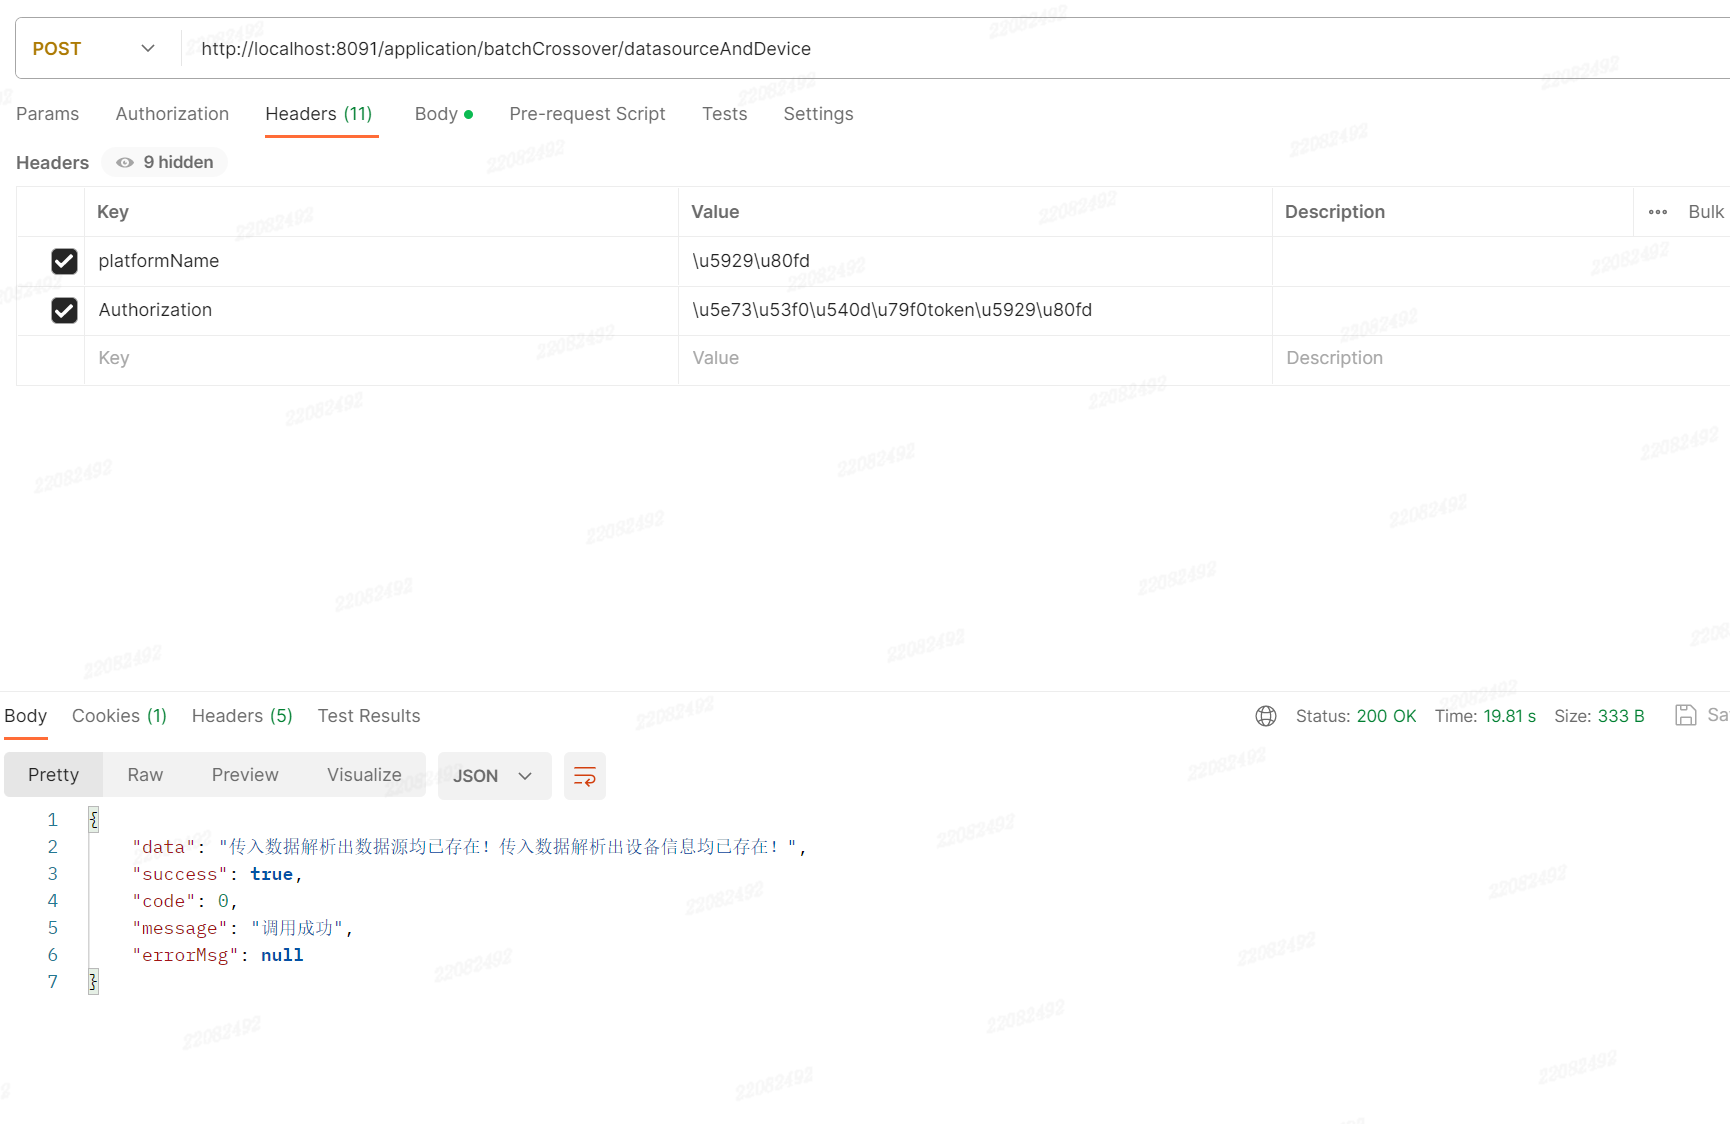 POST http://localhost:8091/application/batchCrossover/datasourceAndDevice
Params Authorization Headers (11) Body Pre-request Script Tests Settings
Headers 9 hidden
Key Value Description Bulk
platformName \u5929\u80fd
Authorization \u5e73\u53f0\u540d\u79f0token\u5929\u80fd
Key Value Description
Body Cookies (1) Headers (5) Test Results Status: 200 OK Time: 19.81 s Size: 333 B Sa
Pretty Raw Preview Visualize JSON
1 {
2 "data": "传入数据解析出数据源均已存在！传入数据解析出设备信息均已存在！",
3 "success": true,
4 "code": 0,
5 "message": "调用成功",
6 "errorMsg": null
7 }
22082492